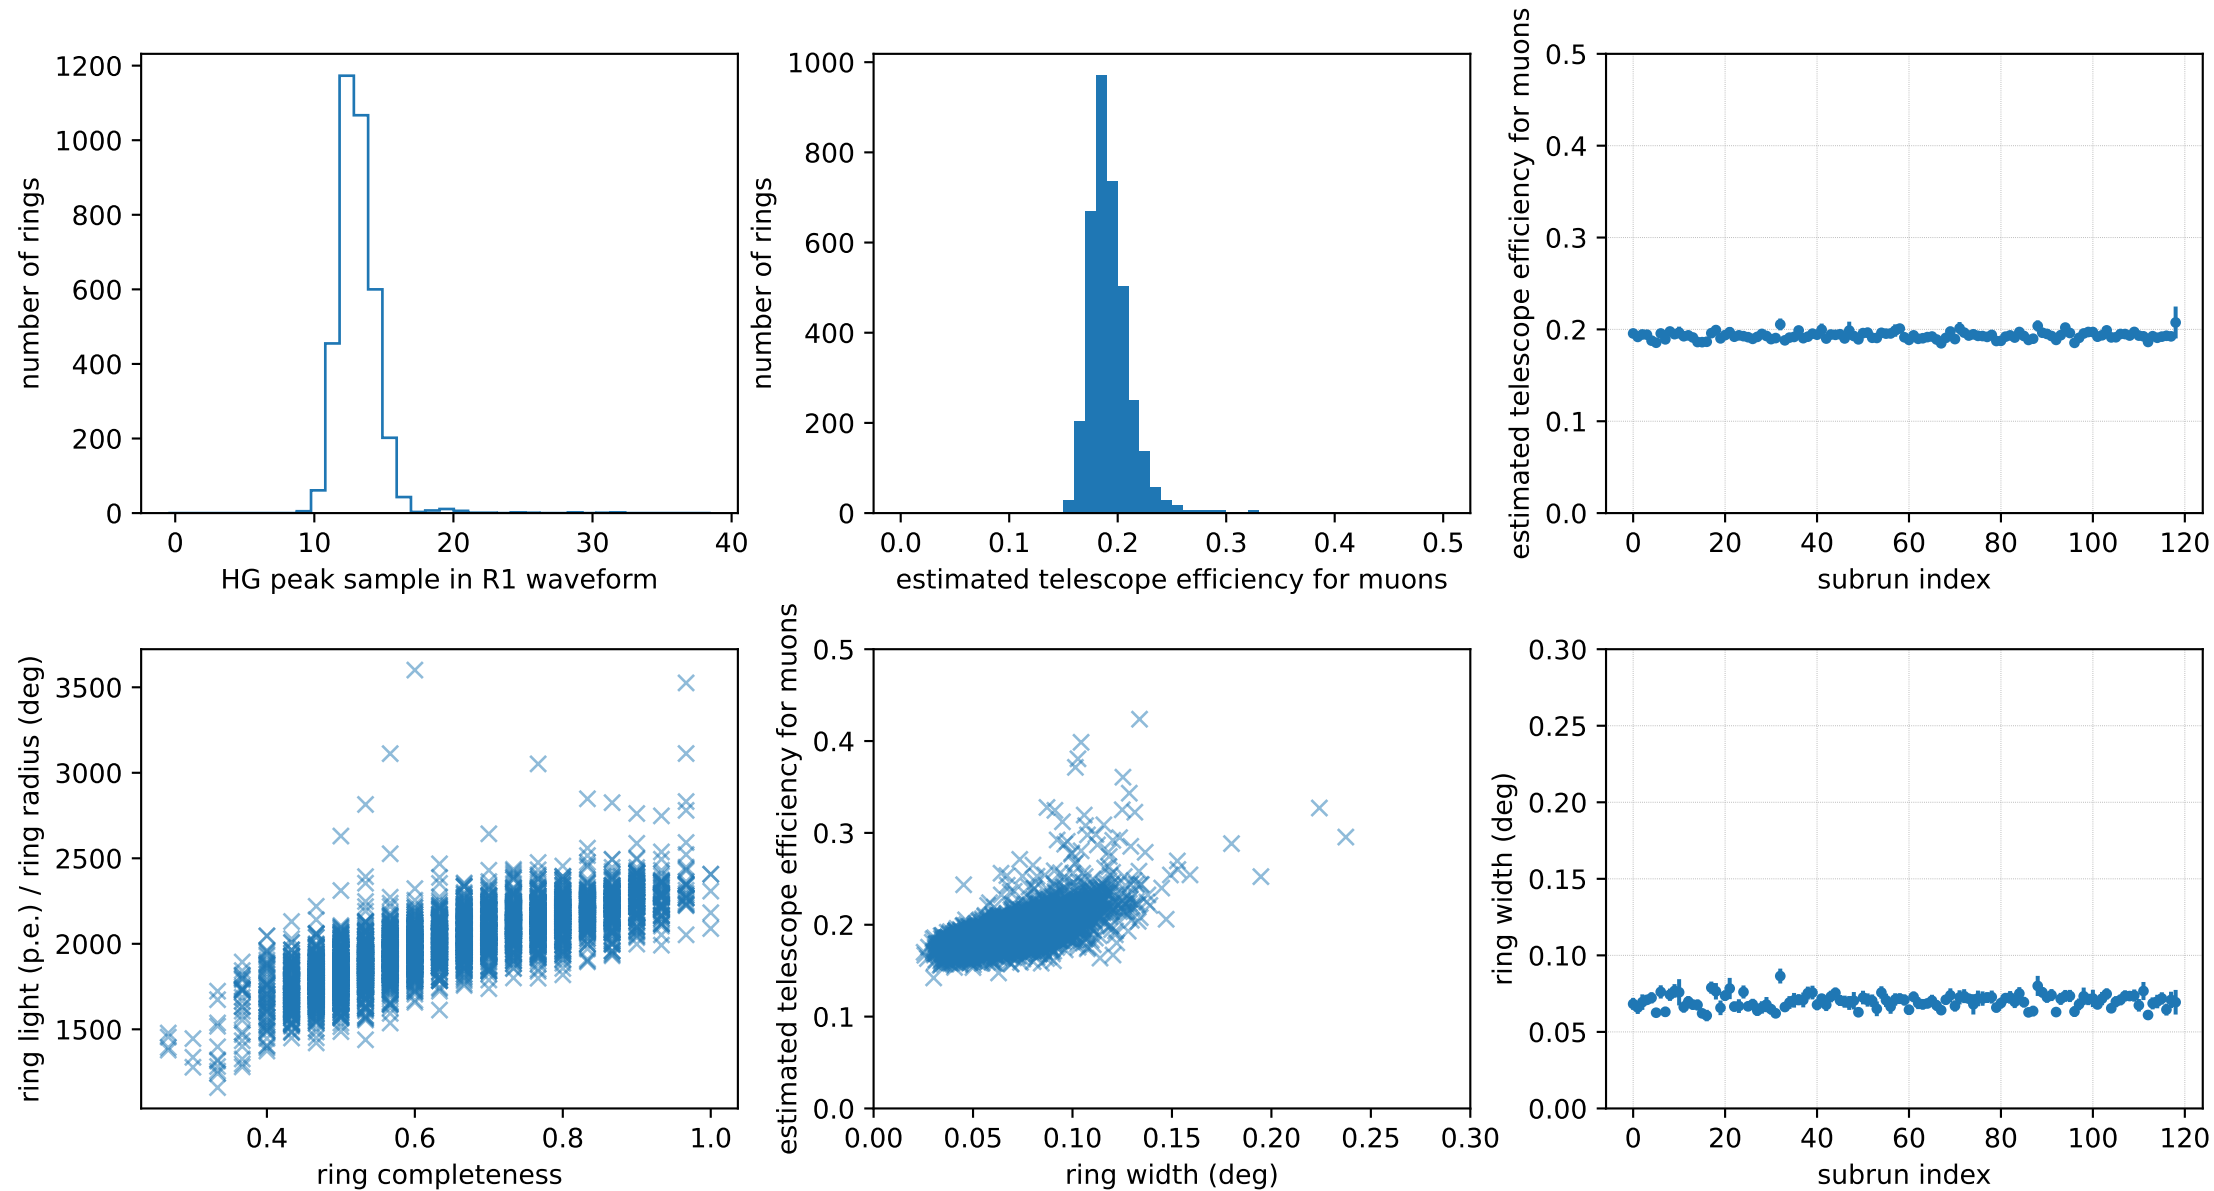 1200
1000
800
600
400
200
0
number of rings
0 10 20 30 40
HG peak sample in R1 waveform
1000
800
600
400
200
0
number of rings
0.0 0.1 0.2 0.3 0.4 0.5
estimated telescope efficiency for muons
0.5
0.4
0.3
0.2
0.1
0.0
estimated telescope efficiency for muons
0 20 40 60 80 100 120
subrun index
3500
3000
2500
2000
1500
ring light (p.e.) / ring radius (deg)
0.4 0.6 0.8 1.0
ring completeness
0.5
0.4
0.3
0.2
0.1
0.0
estimated telescope efficiency for muons
0.00 0.05 0.10 0.15 0.20 0.25 0.30
ring width (deg)
0.30
0.25
0.20
0.15
0.10
0.05
0.00
ring width (deg)
0 20 40 60 80 100 120
subrun index